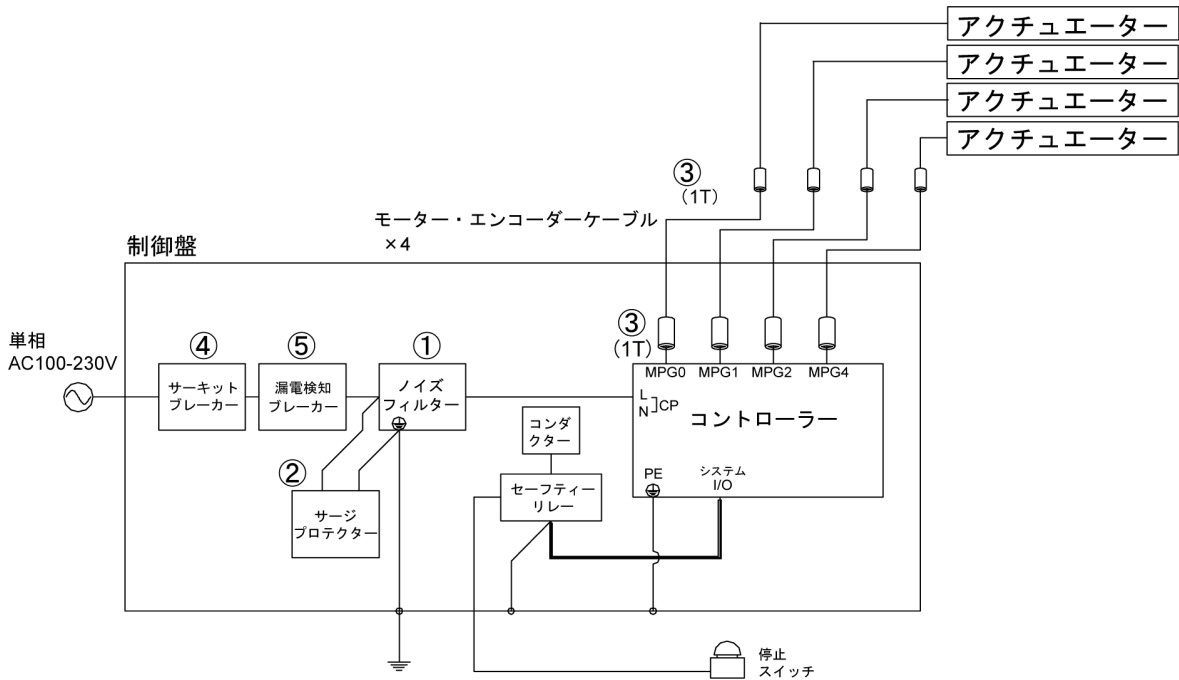 アクチュエーター
アクチュエーター
アクチュエーター
アクチュエーター
③
(1T)
モーター・エンコーダーケーブル
×4
制御盤
単相
AC100-230V
④
サーキット
ブレーカー
⑤
漏電検知
ブレーカー
①
ノイズ
フィルター
②
サージ
プロテクター
③
(1T)
MPG0 MPG1 MPG2 MPG4
L
N
CP
コントローラー
PE
システム
I/O
コンダ
クター
セーフティー
リレー
停止
スイッチ